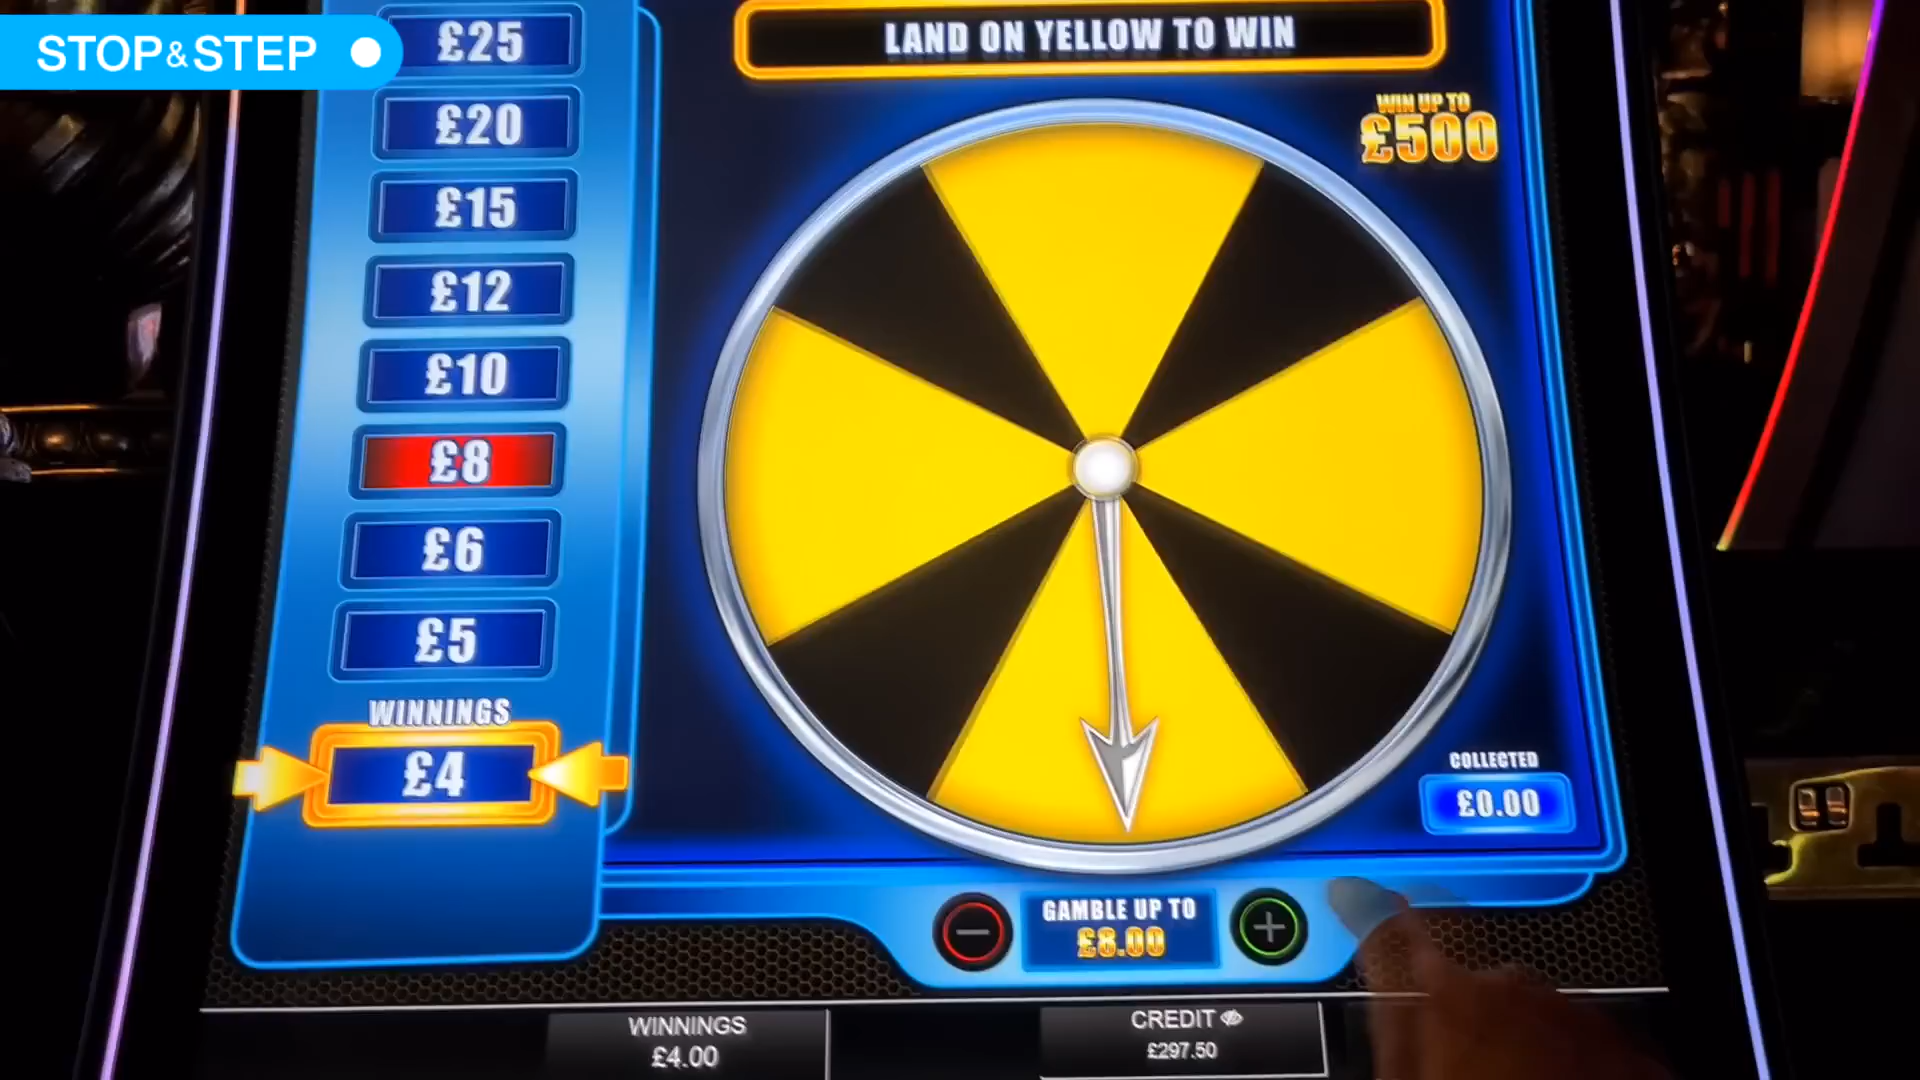 STOP&STEP
£25
£20
£15
£12
£10
£8
£6
£5
WINNINGS
£4
LAND ON YELLOW TO WIN
WIN UP TO
£500
COLLECTED
£0.00
GAMBLE UP TO
£8.00
WINNINGS
£4.00
CREDIT
£297.50